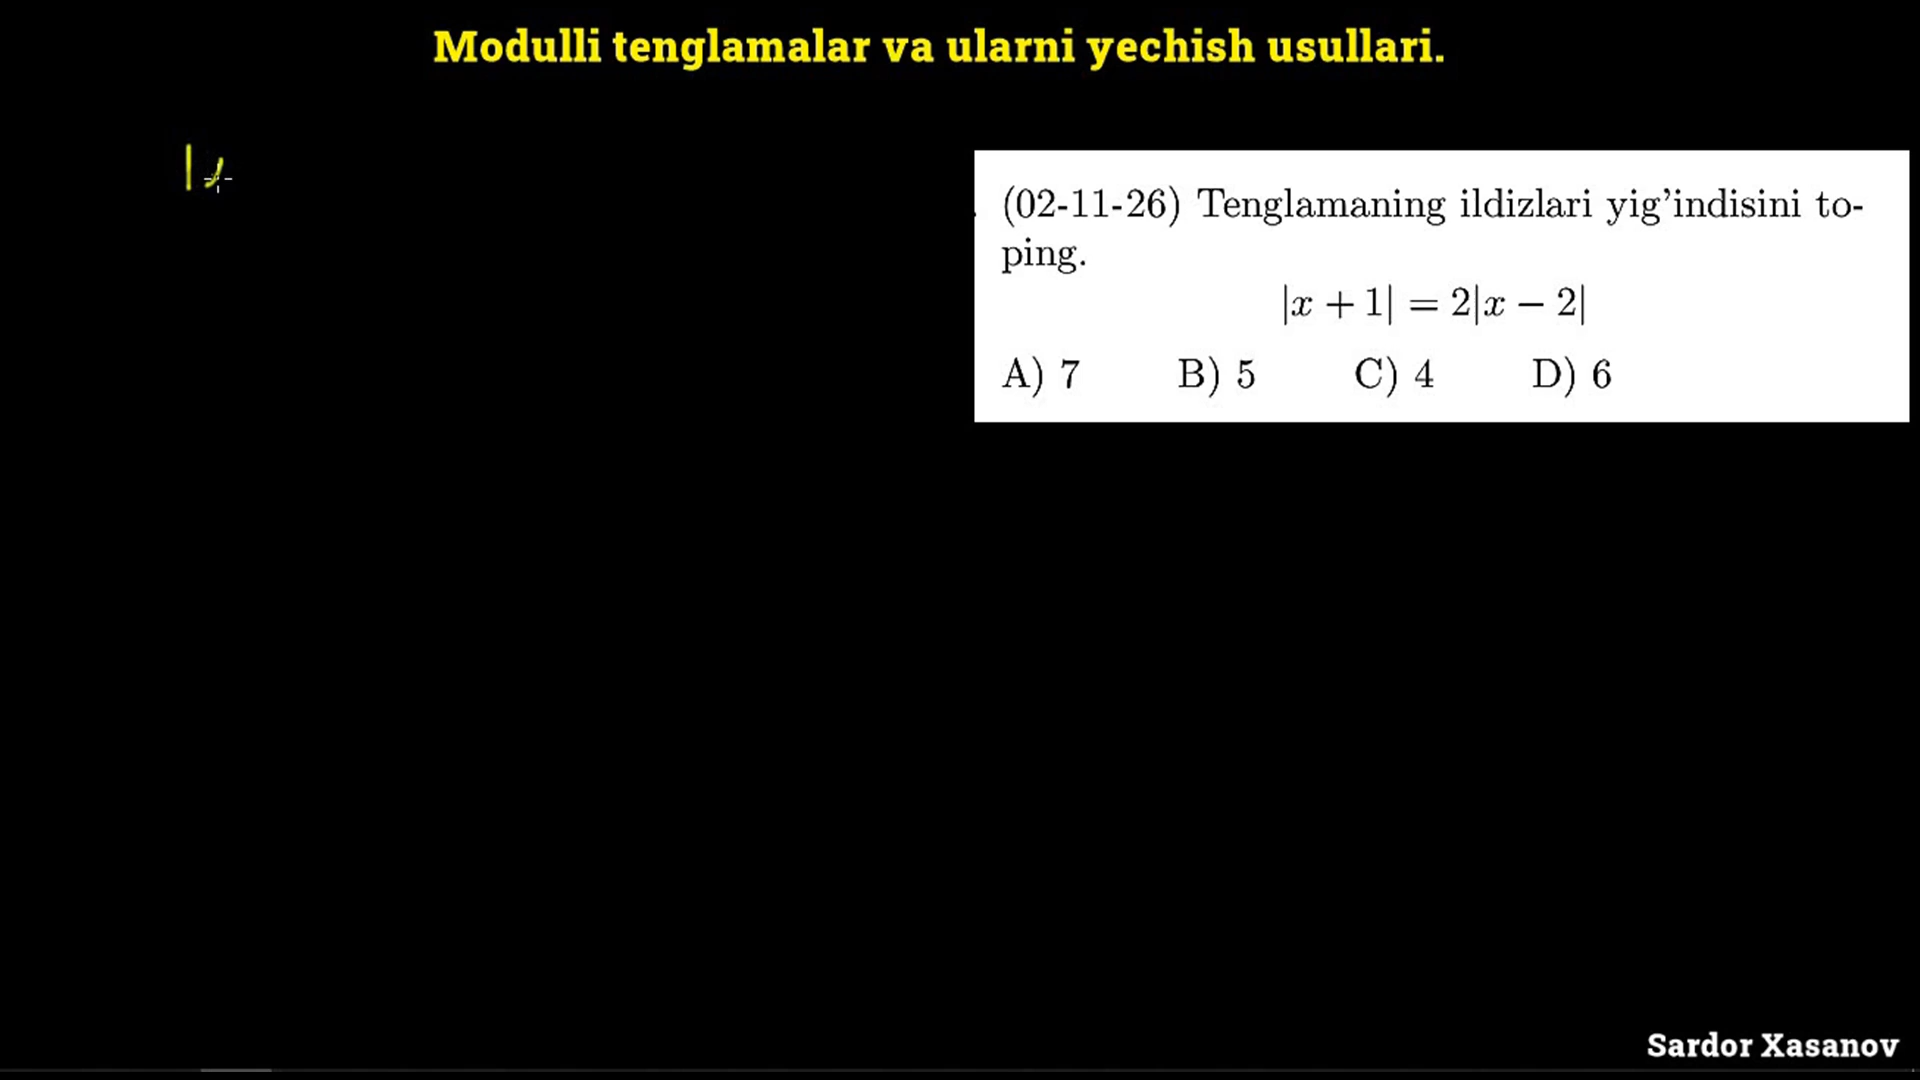 Modulli tenglamalar va ularni yechish usullari.
(02-11-26) Tenglamaning ildizlari yig'indisini to-
ping.
|x + 1| = 2|x − 2|
A) 7 B) 5 C) 4 D) 6
Sardor Xasanov